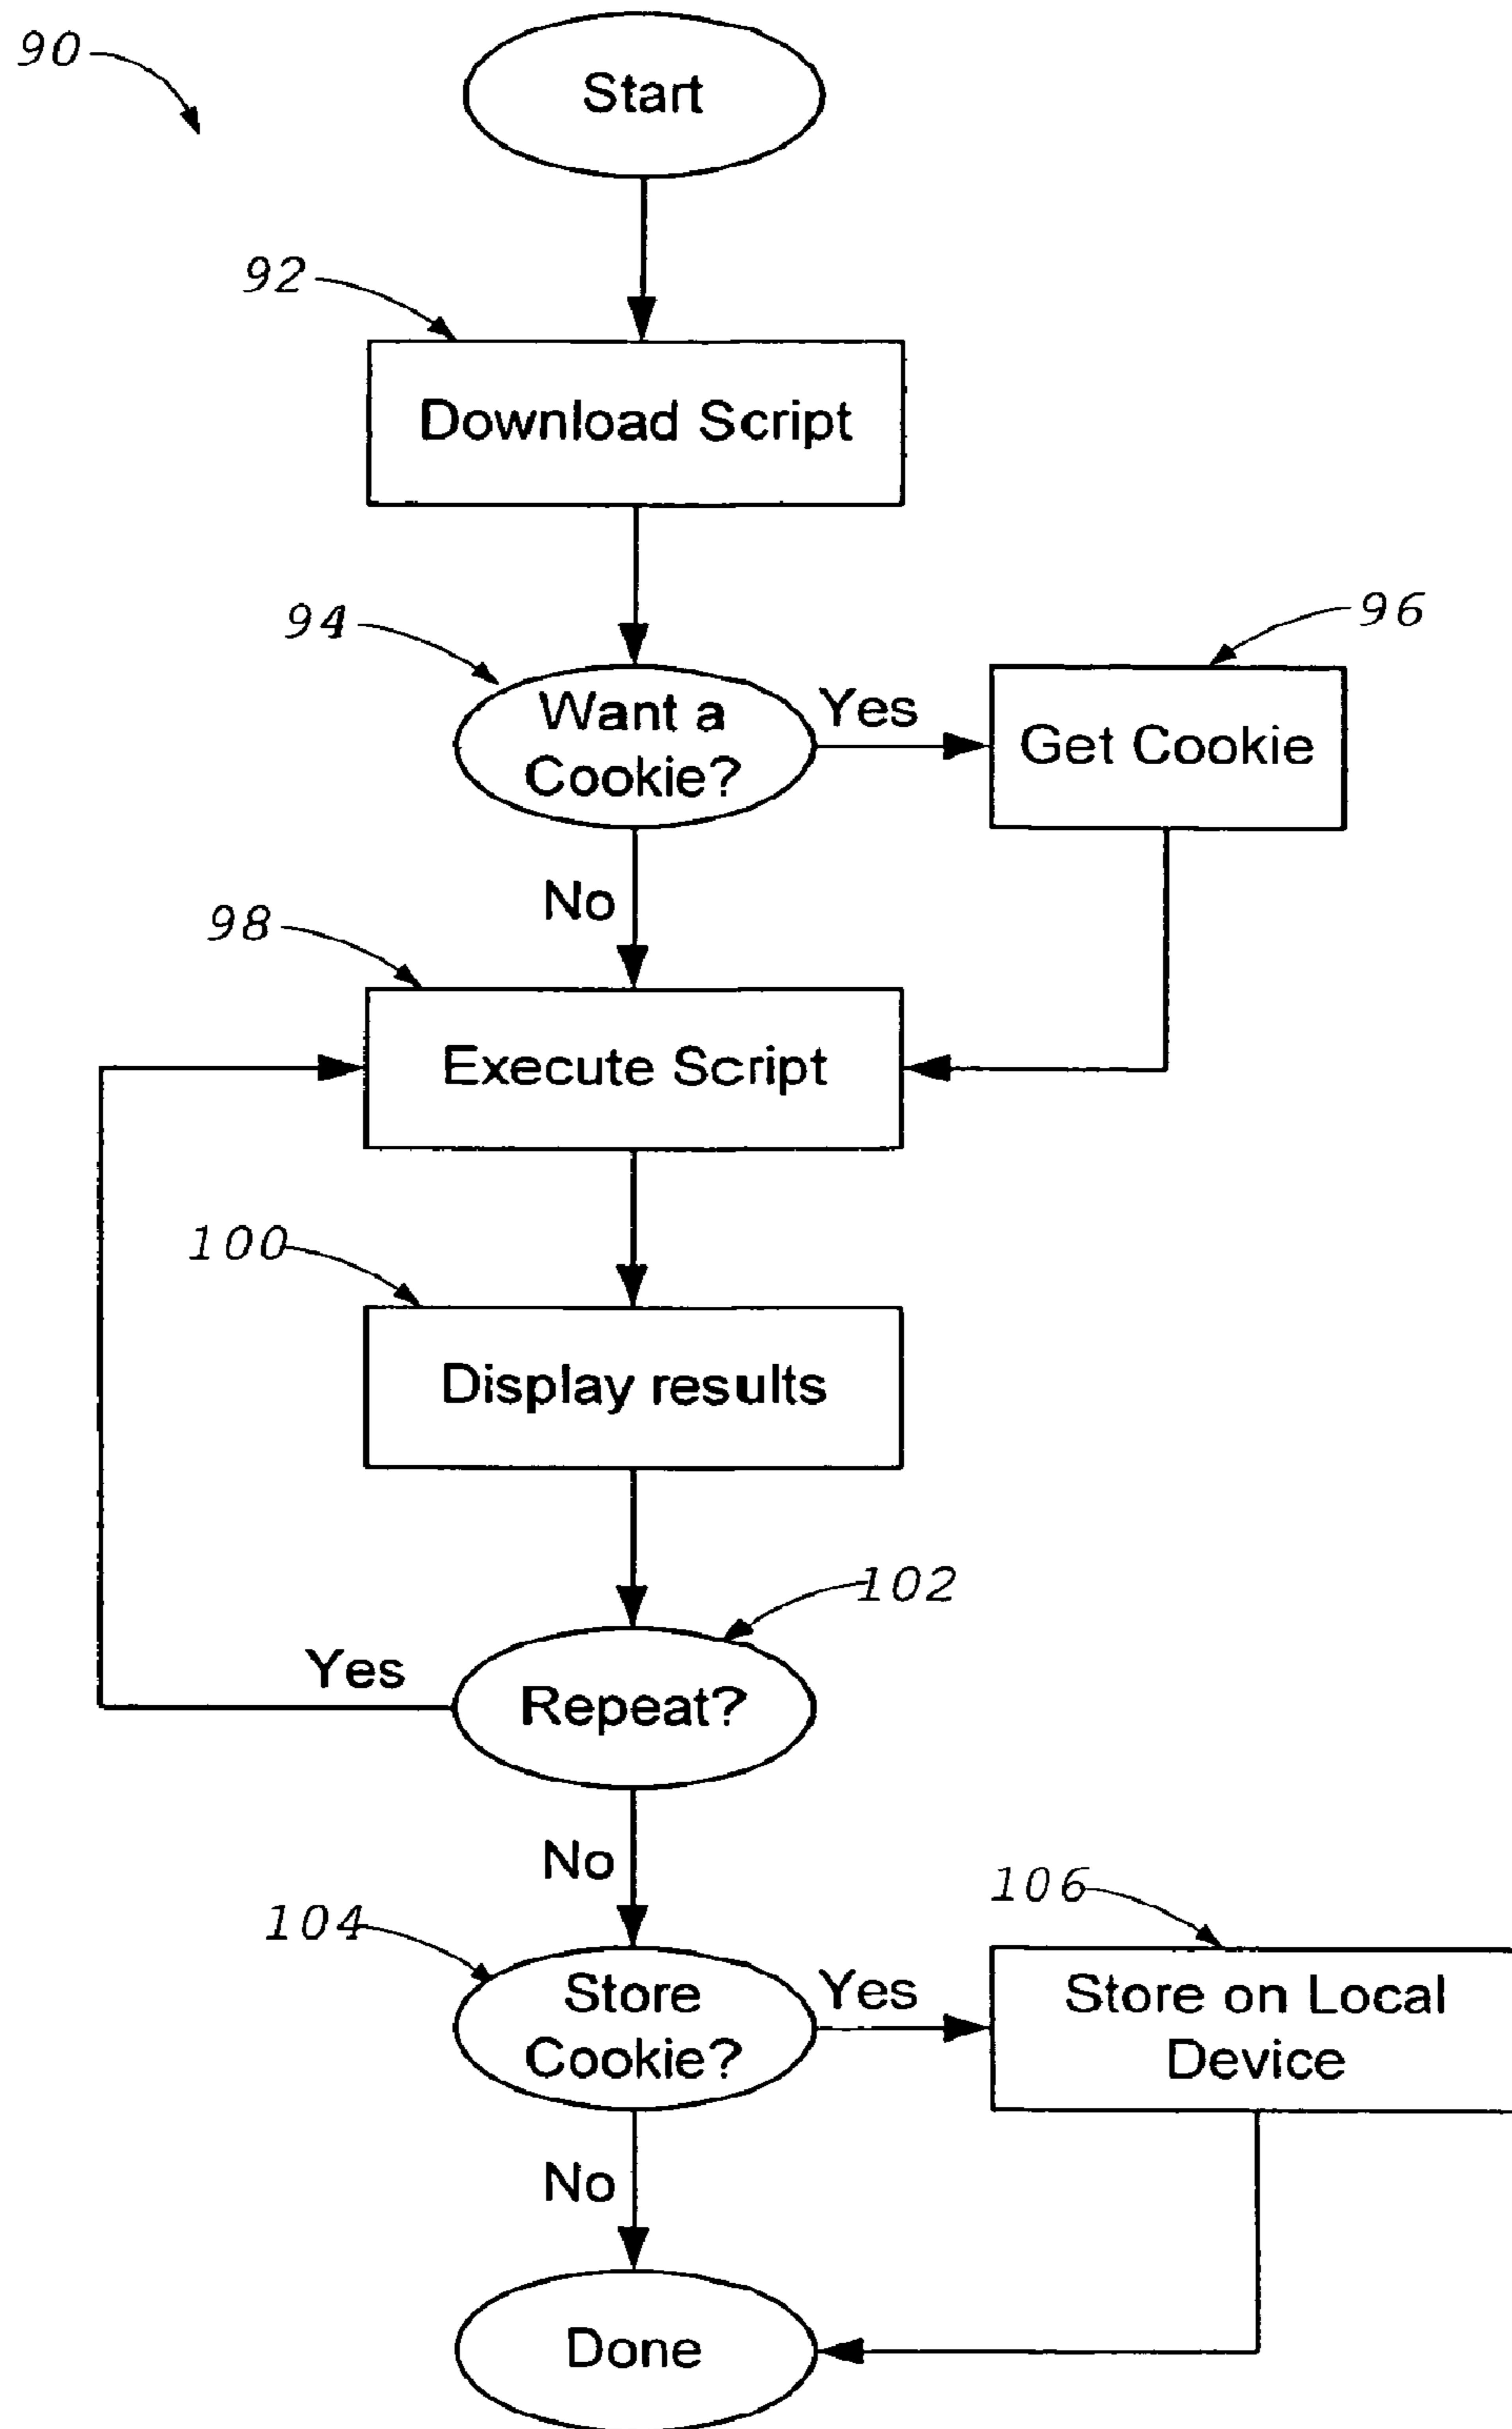 90
Start
92
Download Script
94
Want a
Cookie?
Yes
96
Get Cookie
No
98
Execute Script
100
Display results
102
Repeat?
Yes
No
104
Store
Cookie?
Yes
106
Store on Local
Device
No
Done